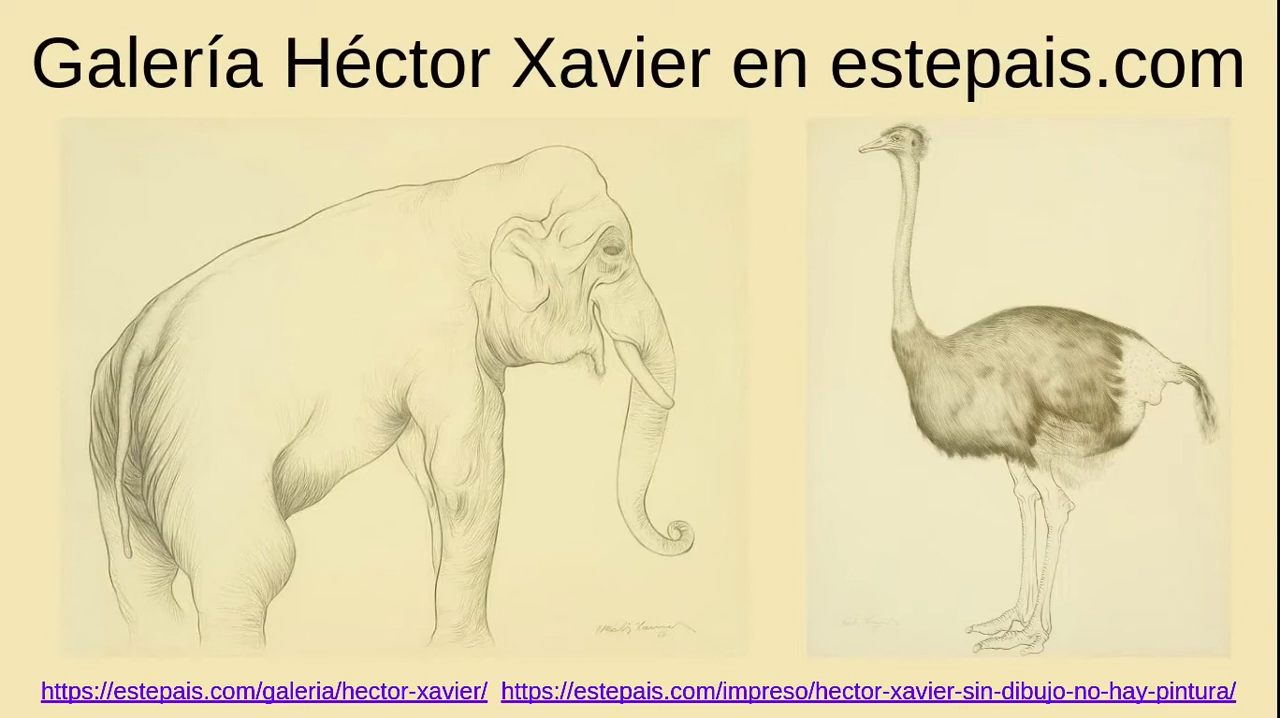 Galería Héctor Xavier en estepais.com
https://estepais.com/galeria/hector-xavier/ https://estepais.com/impreso/hector-xavier-sin-dibujo-no-hay-pintura/